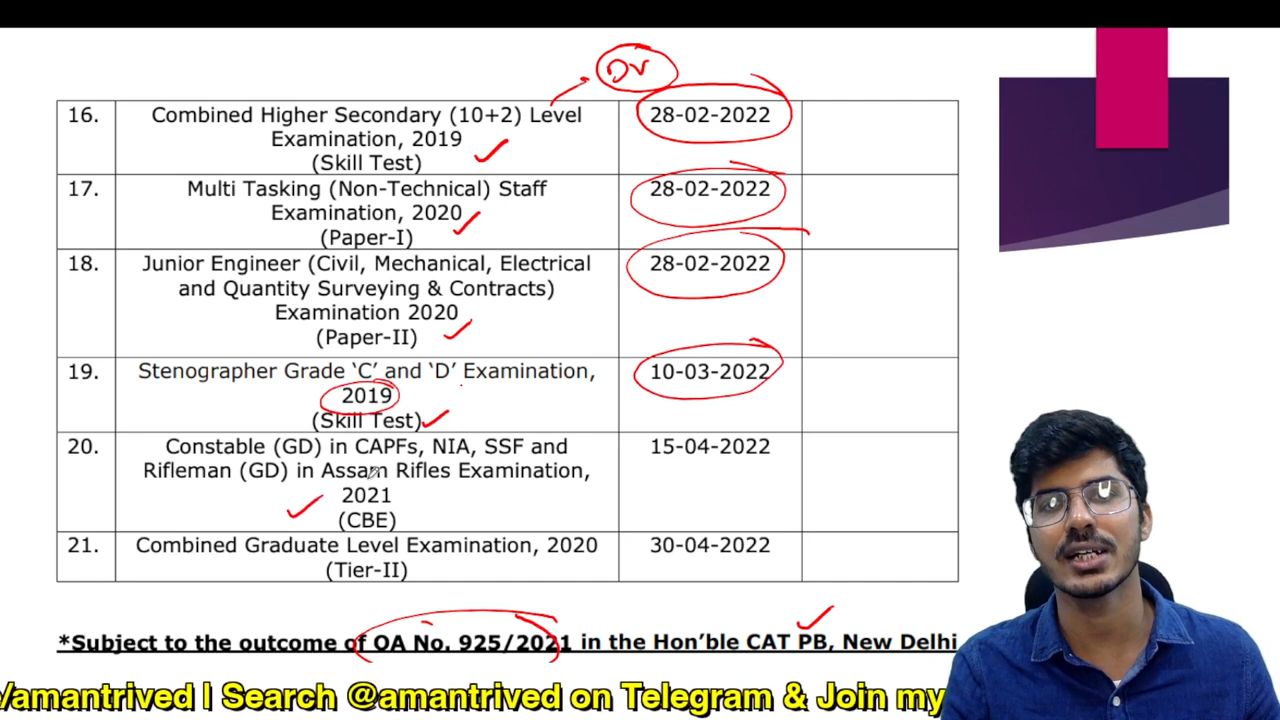 DV
16. Combined Higher Secondary (10+2) Level 28-02-2022
Examination, 2019
(Skill Test)
17. Multi Tasking (Non-Technical) Staff 28-02-2022
Examination, 2020
(Paper-I)
18. Junior Engineer (Civil, Mechanical, Electrical 28-02-2022
and Quantity Surveying & Contracts)
Examination 2020
(Paper-II)
19. Stenographer Grade ‘C’ and ‘D’ Examination, 10-03-2022
2019
(Skill Test)
20. Constable (GD) in CAPFs, NIA, SSF and 15-04-2022
Rifleman (GD) in Assam Rifles Examination,
2021
(CBE)
21. Combined Graduate Level Examination, 2020 30-04-2022
(Tier-II)
*Subject to the outcome of OA No. 925/2021 in the Hon’ble CAT PB, New Delhi
/amantrived I Search @amantrived on Telegram & Join my